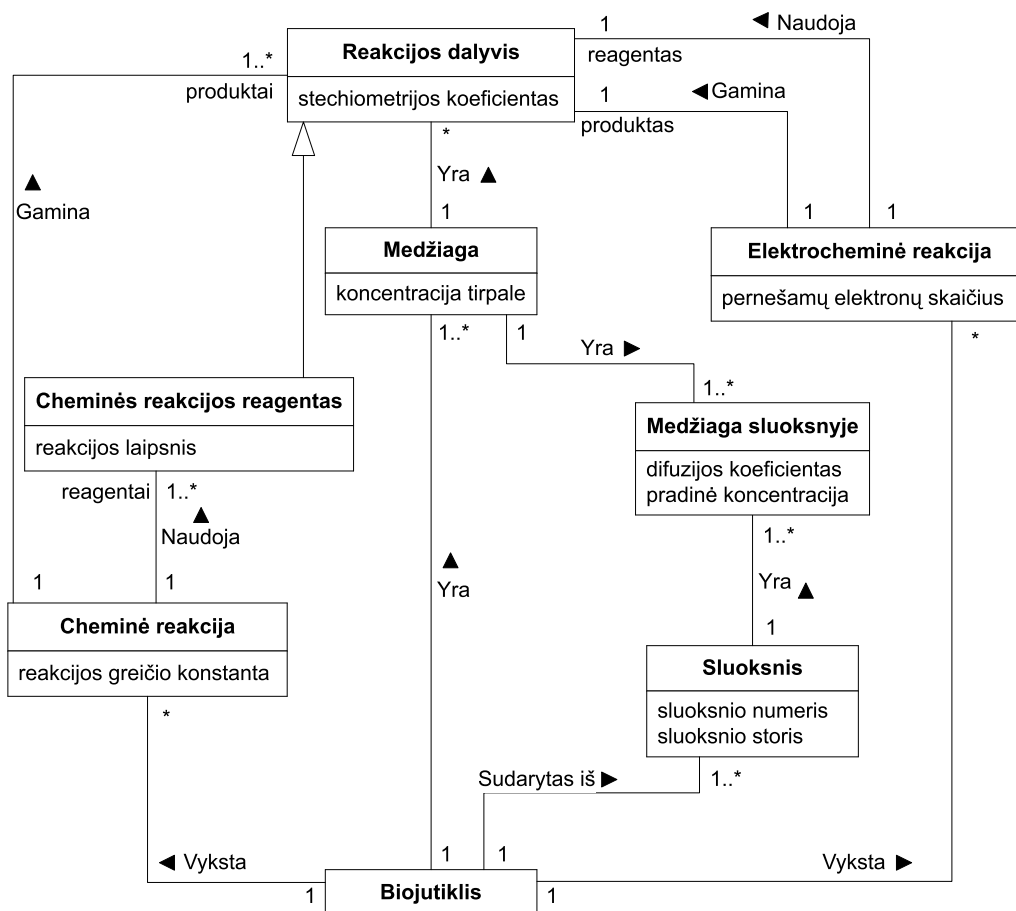 1
◄ Naudoja
Reakcijos dalyvis
1..*
reagentas
produktai
stechiometrijos koeficientas
1
◄ Gamina
produktas
*
Yra ▲
▲
Gamina
1
1
1
Medžiaga
Elektrocheminė reakcija
koncentracija tirpale
pernešamų elektronų skaičius
1..*
1
*
Yra ►
1..*
Cheminės reakcijos reagentas
Medžiaga sluoksnyje
reakcijos laipsnis
difuzijos koeficientas
pradinė koncentracija
reagentai
1..*
▲
Naudoja
1..*
▲
Yra
Yra ▲
1
1
Cheminė reakcija
1
reakcijos greičio konstanta
Sluoksnis
*
sluoksnio numeris
sluoksnio storis
Sudarytas iš ►
1..*
◄ Vyksta
1
1
Vyksta ►
1
Biojutiklis
1